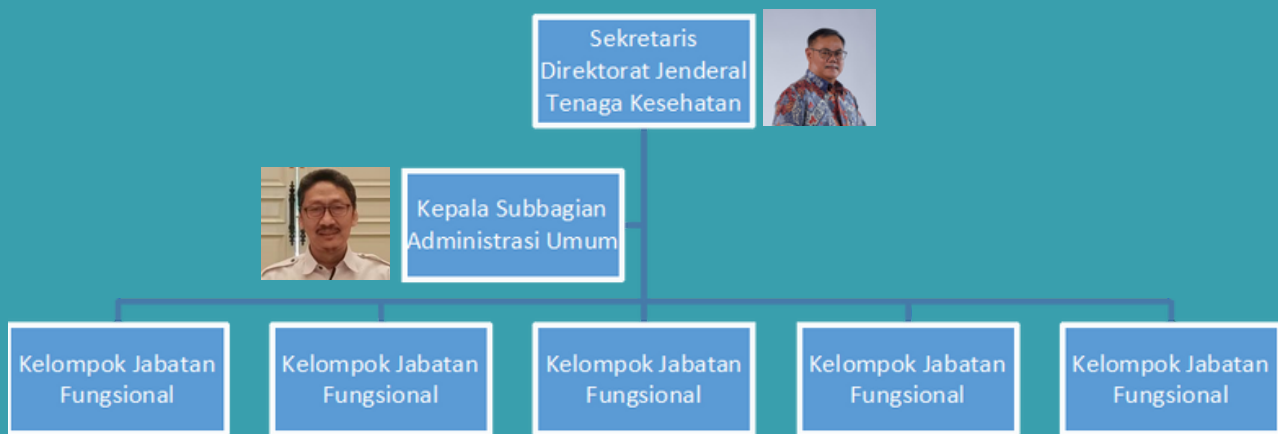 Sekretaris
Direktorat Jenderal
Tenaga Kesehatan
Kepala Subbagian
Administrasi Umum
Kelompok Jabatan
Fungsional
Kelompok Jabatan
Fungsional
Kelompok Jabatan
Fungsional
Kelompok Jabatan
Fungsional
Kelompok Jabatan
Fungsional